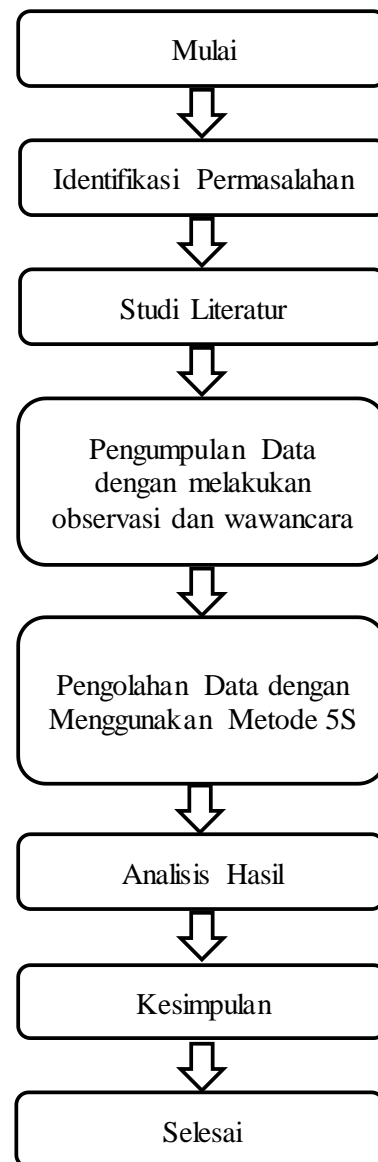 Mulai
Identifikasi Permasalahan
Studi Literatur
Pengumpulan Data
dengan melakukan
observasi dan wawancara
Pengolahan Data dengan
Menggunakan Metode 5S
Analisis Hasil
Kesimpulan
Selesai